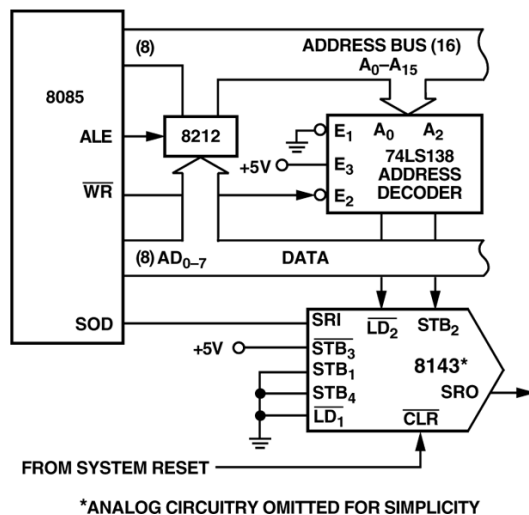 (8)
ADDRESS BUS (16)
A0–A15
8085
ALE
8212
E1 A0 A2
74LS138
ADDRESS
DECODER
+5V
E3
E2
WR
(8) AD0–7
DATA
SOD
SRI
LD2
STB2
+5V
STB3
STB1
8143*
STB4
SRO
LD1
CLR
FROM SYSTEM RESET
*ANALOG CIRCUITRY OMITTED FOR SIMPLICITY